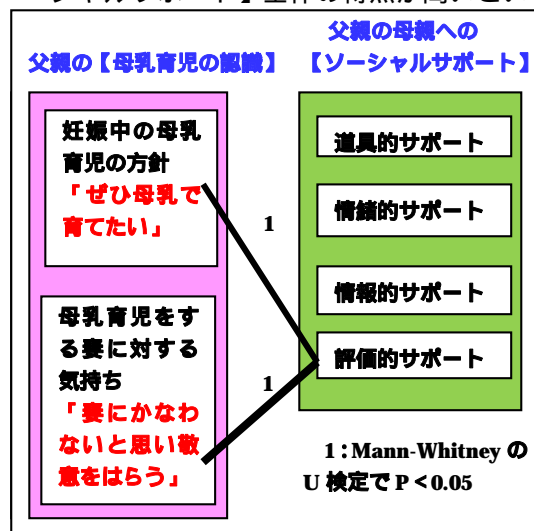 父親の【母乳育児の認識】
妊娠中の母乳
育児の方針
「ぜひ母乳で
育てたい」
母乳育児をす
る妻に対する
気持ち
「妻にかなわ
ないと思い敬
意をはらう」
1
1
父親の母親への
【ソーシャルサポート】
道具的サポート
情緒的サポート
情報的サポート
評価的サポート
1：Mann-Whitney の
U 検定で P＜0.05